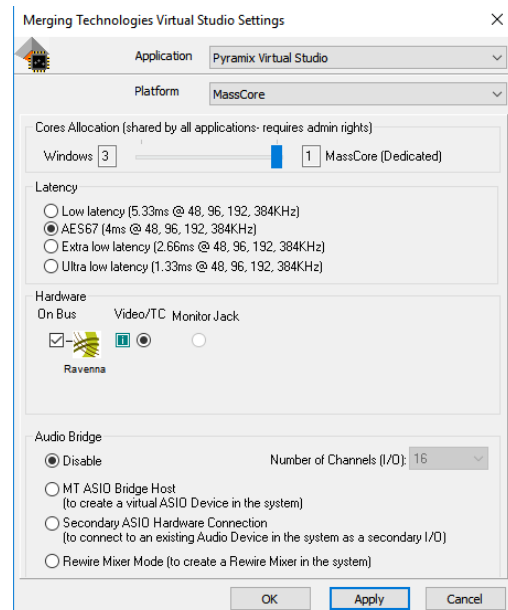 Merging Technologies Virtual Studio Settings
Application Pyramix Virtual Studio
Platform MassCore
Cores Allocation (shared by all applications- requires admin rights)
Windows 3 1 MassCore (Dedicated)
Latency
Low latency (5.33ms @ 48, 96, 192, 384KHz)
AES67 (4ms @ 48, 96, 192, 384KHz)
Extra low latency (2.66ms @ 48, 96, 192, 384KHz)
Ultra low latency (1.33ms @ 48, 96, 192, 384KHz)
Hardware
On Bus Video/TC Monitor Jack
i
Ravenna
Audio Bridge
Disable Number of Channels (I/O): 16
MT ASIO Bridge Host
(to create a virtual ASIO Device in the system)
Secondary ASIO Hardware Connection
(to connect to an existing Audio Device in the system as a secondary I/O)
Rewire Mixer Mode (to create a Rewire Mixer in the system)
OK Apply Cancel